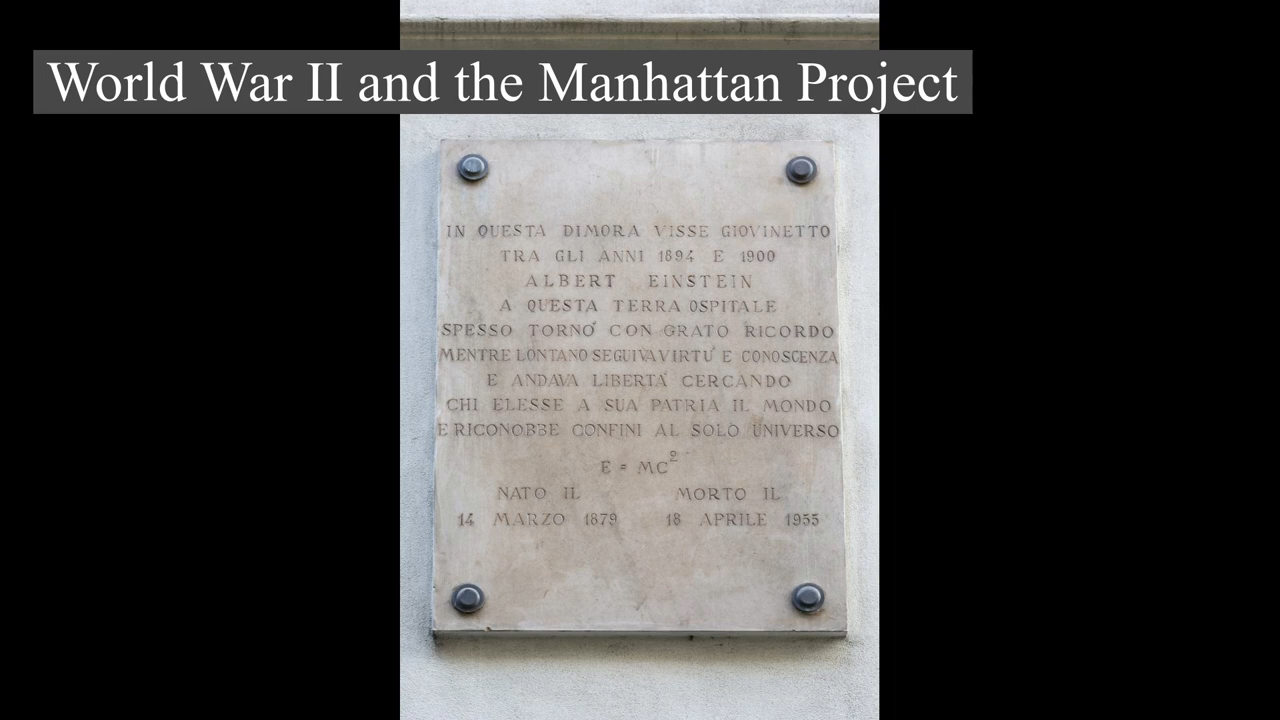 World War II and the Manhattan Project
IN QUESTA DIMORA VISSE GIOVINETTO
TRA GLI ANNI 1894 E 1900
ALBERT EINSTEIN
A QUESTA TERRA OSPITALE
SPESSO TORNO' CON GRATO RICORDO
MENTRE LONTANO SEGUIVA VIRTU' E CONOSCENZA
E ANDAVA LIBERTA' CERCANDO
CHI ELESSE A SUA PATRIA IL MONDO
E RICONOBBE CONFINI AL SOLO UNIVERSO
E = MC²
NATO IL MORTO IL
14 MARZO 1879 18 APRILE 1955